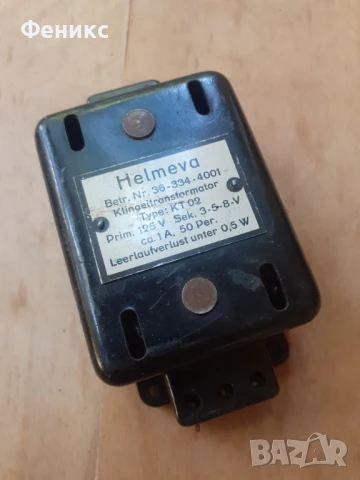 Феникс
Helmeva
Betr. Nr. 36-334-4001
Klingeltransformator
Type: KT 02
Prim. 125 V Sek. 3-5-8-V
ca. 1 A, 50 Per.
Leerlaufverlust unter 0,5 W
BAZAR